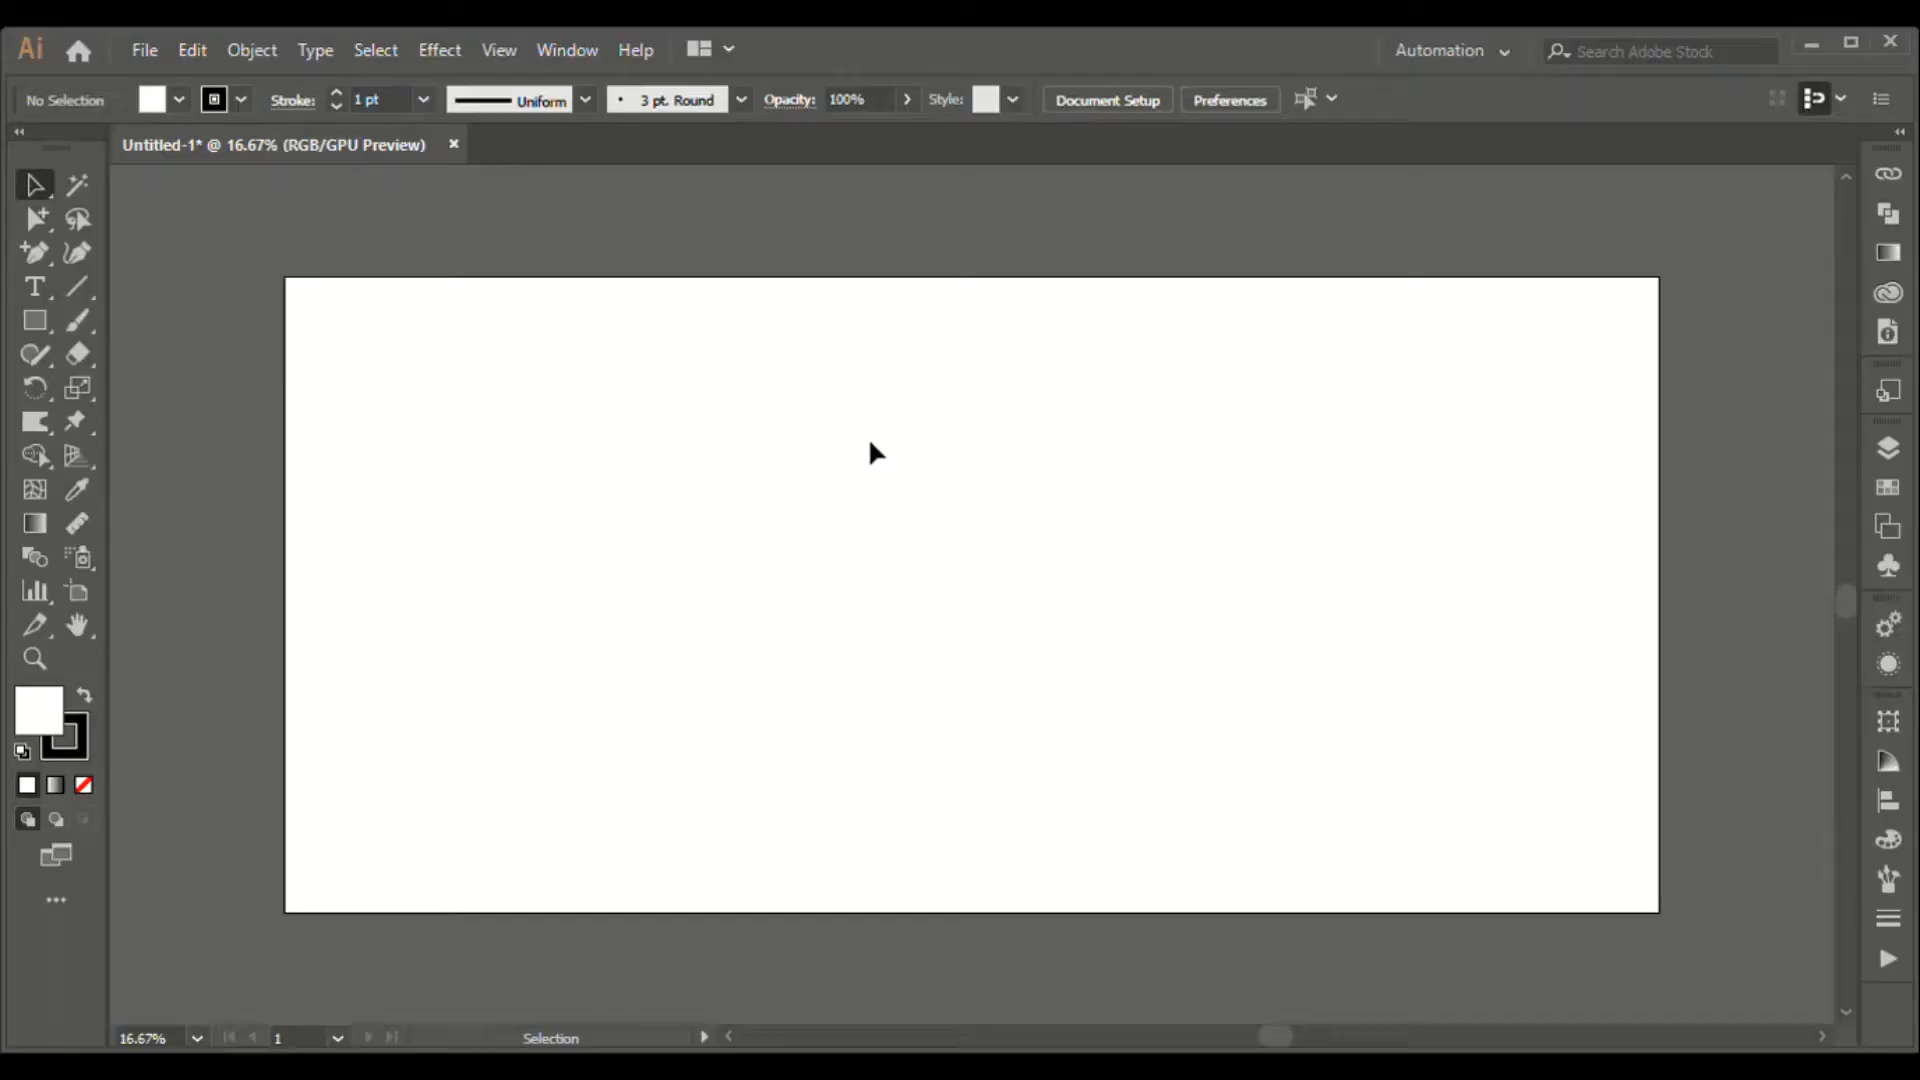 Ai File Edit Object Type Select Effect View Window Help Automation Search Adobe Stock
No Selection Stroke: 1 pt Uniform 3 pt. Round Opacity: 100% Style: Document Setup Preferences
Untitled-1* @ 16.67% (RGB/GPU Preview)
T
16.67% 1 Selection